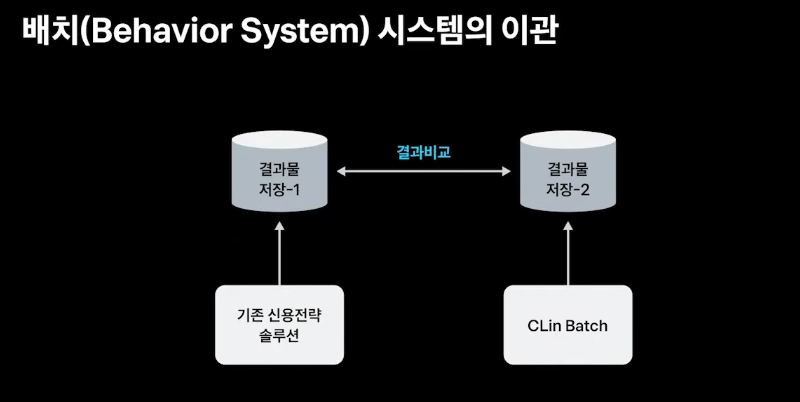 배치(Behavior System) 시스템의 이관
결과비교
결과물
저장-1
결과물
저장-2
기존 신용전략
솔루션
CLin Batch